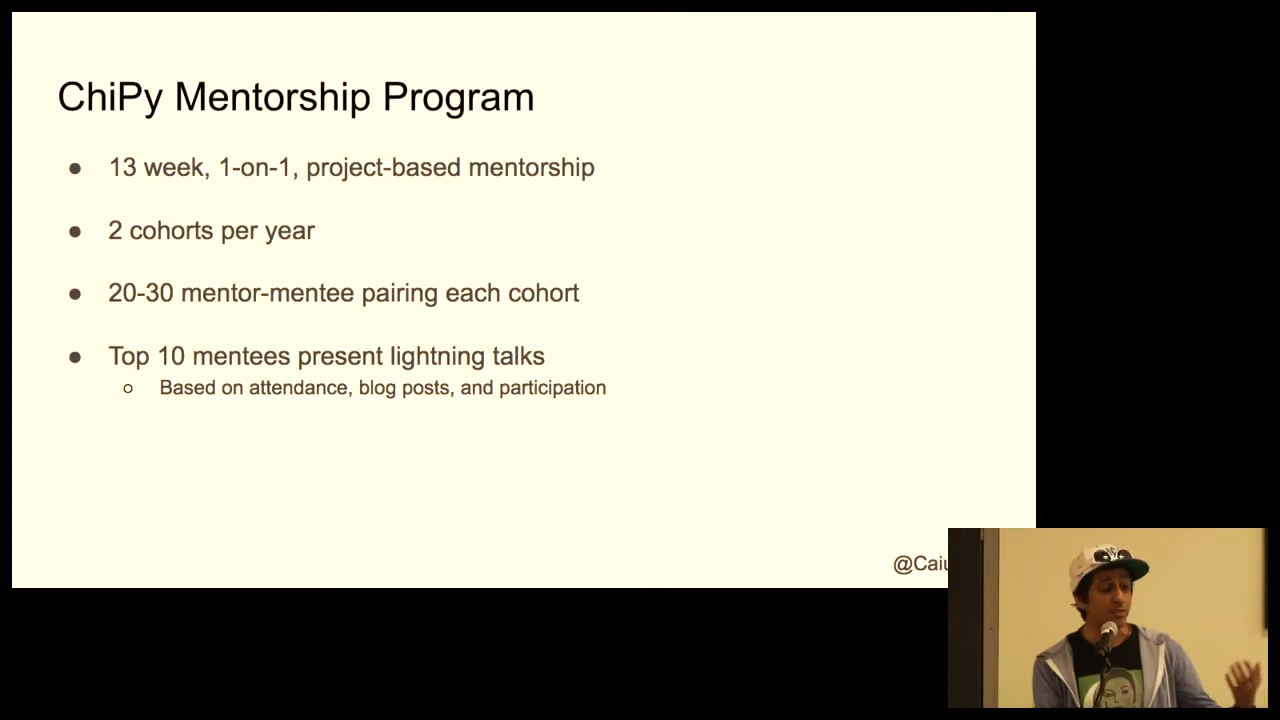 ChiPy Mentorship Program
● 13 week, 1-on-1, project-based mentorship
● 2 cohorts per year
● 20-30 mentor-mentee pairing each cohort
● Top 10 mentees present lightning talks
○ Based on attendance, blog posts, and participation